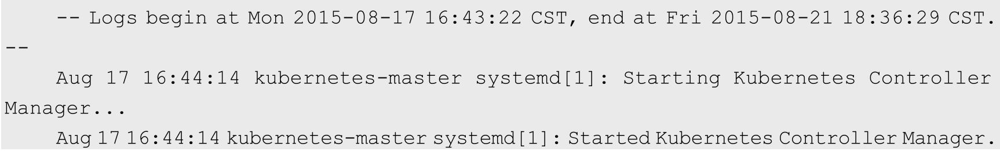 -- Logs begin at Mon 2015-08-17 16:43:22 CST, end at Fri 2015-08-21 18:36:29 CST.
--
Aug 17 16:44:14 kubernetes-master systemd[1]: Starting Kubernetes Controller
Manager...
Aug 17 16:44:14 kubernetes-master systemd[1]: Started Kubernetes Controller Manager.